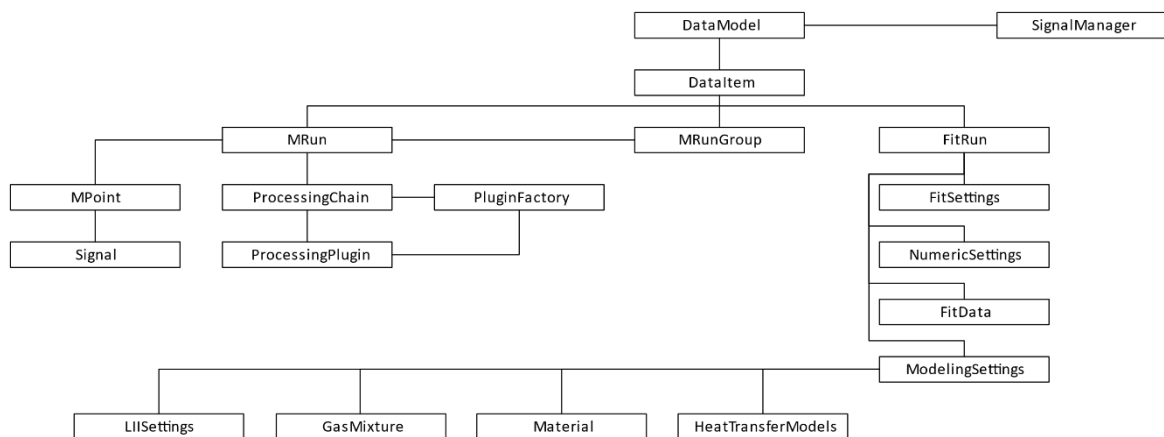 DataModel
SignalManager
DataItem
MRun
MRunGroup
FitRun
MPoint
ProcessingChain
PluginFactory
FitSettings
Signal
ProcessingPlugin
NumericSettings
FitData
ModelingSettings
LIISettings
GasMixture
Material
HeatTransferModels